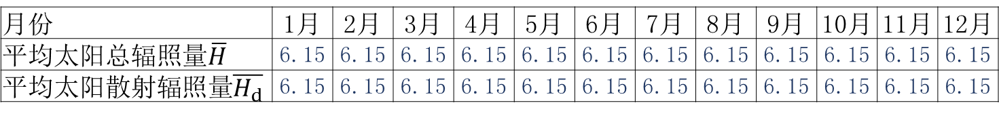 月份 1月 2月 3月 4月 5月 6月 7月 8月 9月 10月 11月 12月
平均太阳总辐照量H̅ 6.15 6.15 6.15 6.15 6.15 6.15 6.15 6.15 6.15 6.15 6.15 6.15
平均太阳散射辐照量H̅d 6.15 6.15 6.15 6.15 6.15 6.15 6.15 6.15 6.15 6.15 6.15 6.15